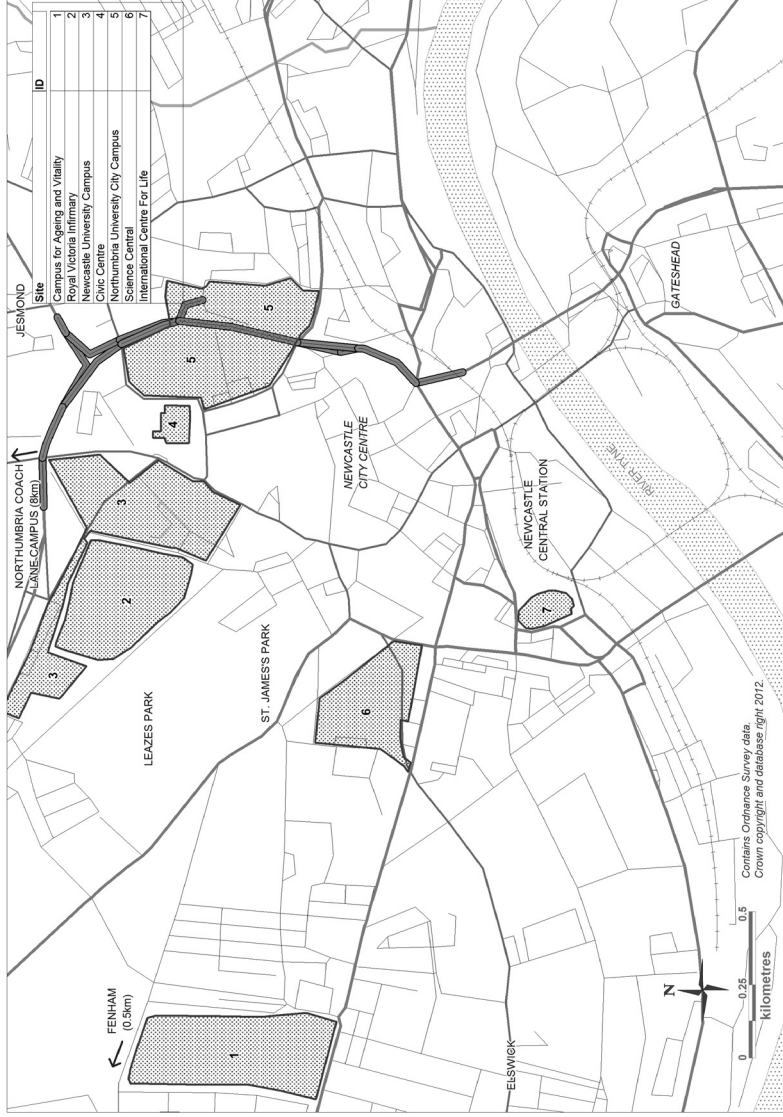 NORTHUMBRIA COACH
LANE CAMPUS (8km)
JESMOND
Site ID
Campus for Ageing and Vitality 1
Royal Victoria Infirmary 2
Newcastle University Campus 3
Civic Centre 4
Northumbria University City Campus 5
Science Central 6
International Centre For Life 7
FENHAM
(0.5km)
LEAZES PARK
ST. JAMES'S PARK
NEWCASTLE
CITY CENTRE
NEWCASTLE
CENTRAL STATION
RIVER TYNE
GATESHEAD
ELSWICK
1
2
3
3
4
5
5
6
7
N
0 0.25 0.5
kilometres
Contains Ordnance Survey data.
Crown copyright and database right 2012.